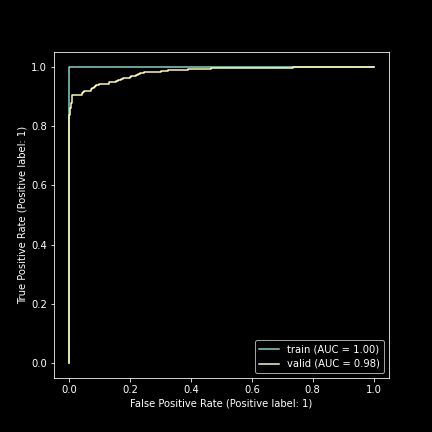 1.0
0.8
0.6
0.4
0.2
0.0
True Positive Rate (Positive label: 1)
train (AUC = 1.00)
valid (AUC = 0.98)
0.0 0.2 0.4 0.6 0.8 1.0
False Positive Rate (Positive label: 1)